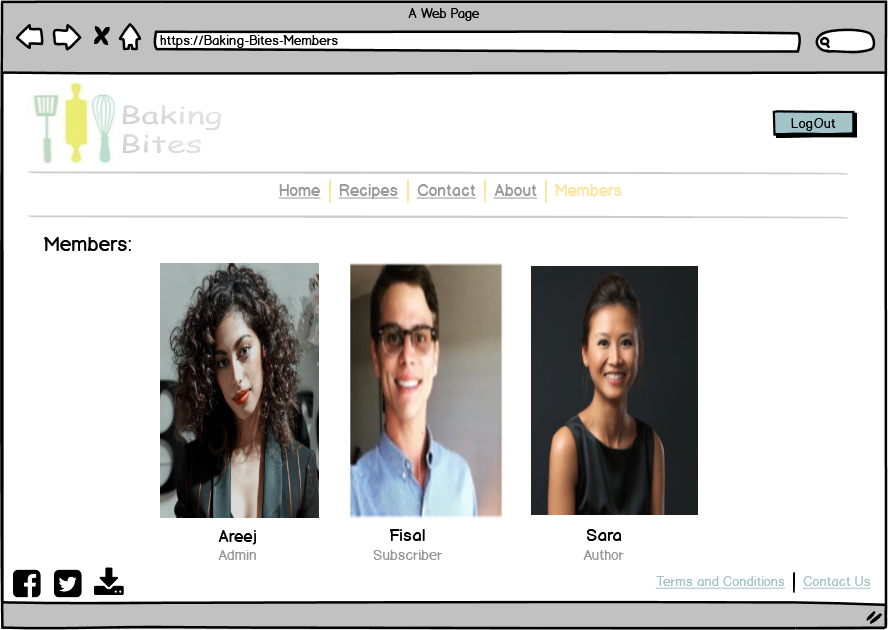 A Web Page
https://Baking-Bites-Members
Baking
Bites
LogOut
Home Recipes Contact About Members
Members:
Areej Fisal Sara
Admin Subscriber Author
Terms and Conditions Contact Us